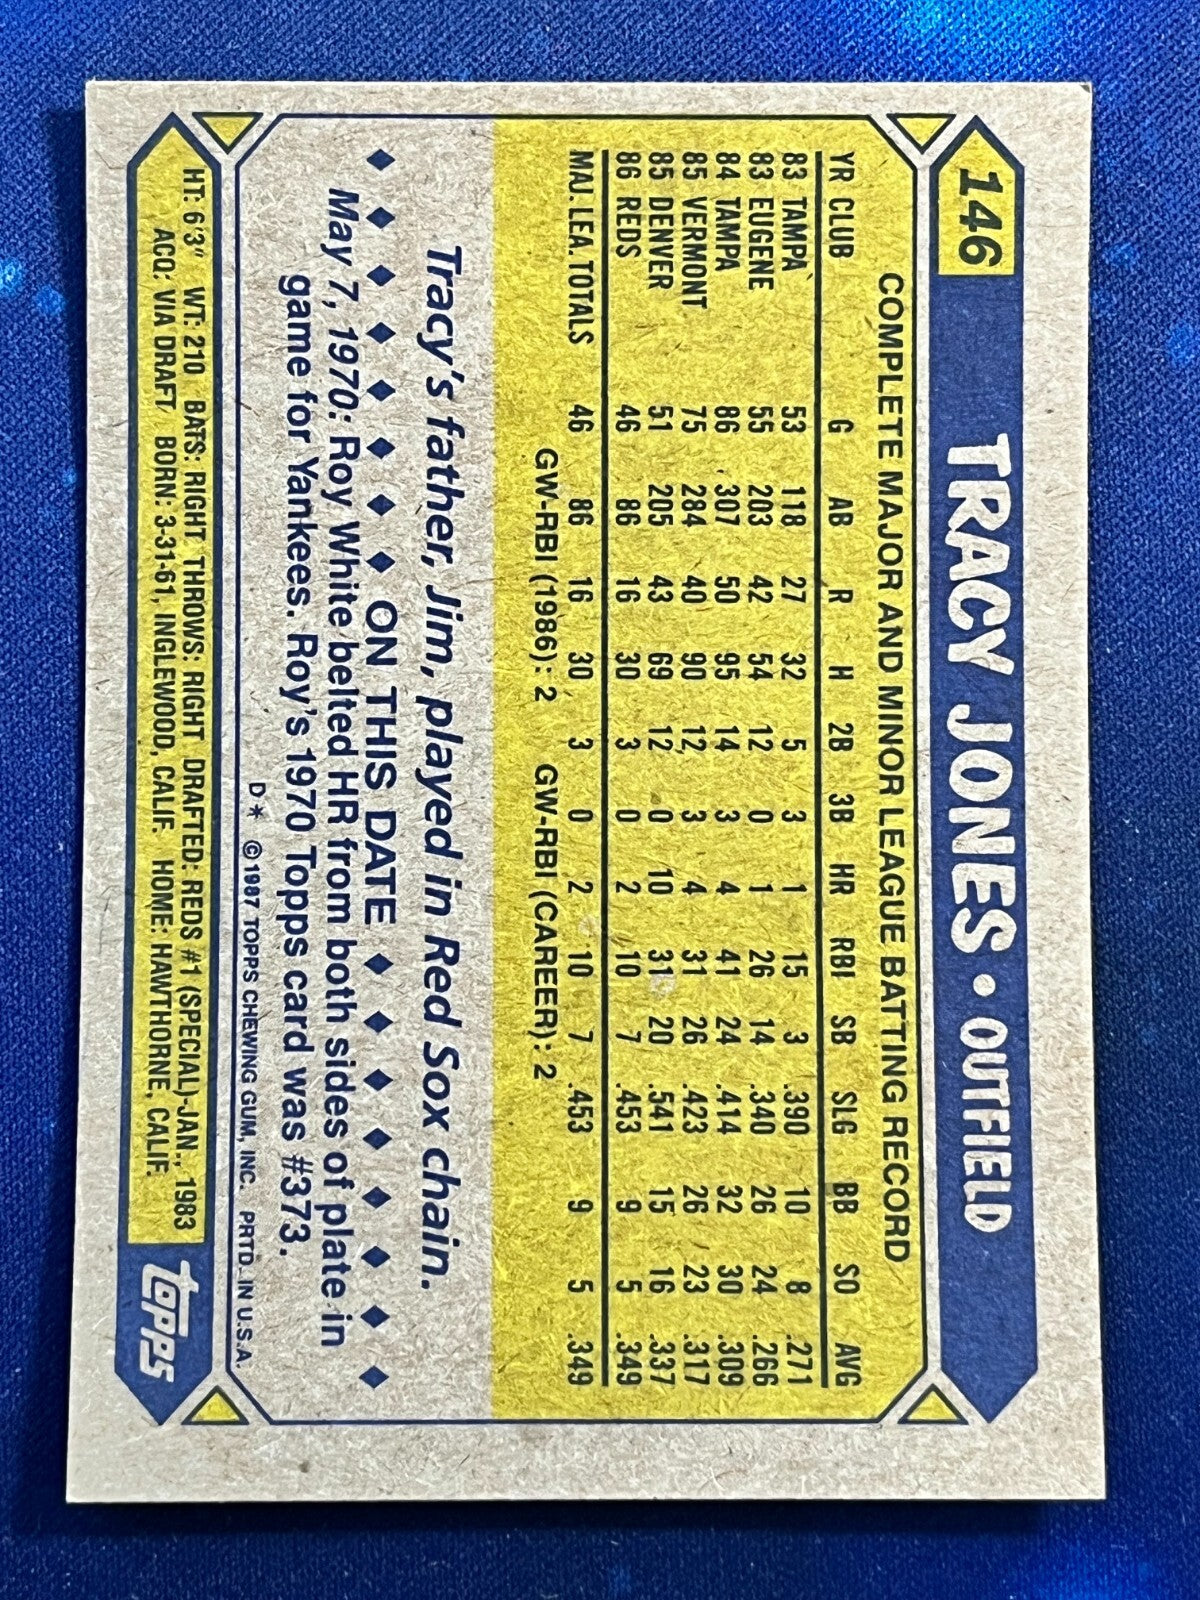 146 TRACY JONES • OUTFIELD
COMPLETE MAJOR AND MINOR LEAGUE BATTING RECORD
YR CLUB G AB R H 2B 3B HR RBI SB SLG BB SO AVG
83 TAMPA 53 118 27 32 5 3 1 15 3 .390 10 8 .271
83 EUGENE 55 203 42 54 12 0 1 26 14 .340 26 24 .266
84 TAMPA 86 307 50 95 14 3 4 41 24 .414 32 30 .309
85 VERMONT 75 284 40 90 12 3 4 31 26 .423 26 23 .317
85 DENVER 51 205 43 69 12 0 10 31 20 .541 15 16 .337
86 REDS 46 86 16 30 3 0 2 10 7 .453 9 5 .349
MAJ. LEA. TOTALS 46 86 16 30 3 0 2 10 7 .453 9 5 .349
GW-RBI (1986): 2 GW-RBI (CAREER): 2
Tracy's father, Jim, played in Red Sox chain.
ON THIS DATE
May 7, 1970: Roy White belted HR from both sides of plate in
game for Yankees. Roy's 1970 Topps card was #373.
D* ©1987 TOPPS CHEWING GUM, INC. PRTD. IN U.S.A.
HT: 6'3" WT: 210 BATS: RIGHT THROWS: RIGHT DRAFTED: REDS #1 (SPECIAL)-JAN., 1983
ACQ: VIA DRAFT BORN: 3-31-61, INGLEWOOD, CALIF. HOME: HAWTHORNE, CALIF.
topps